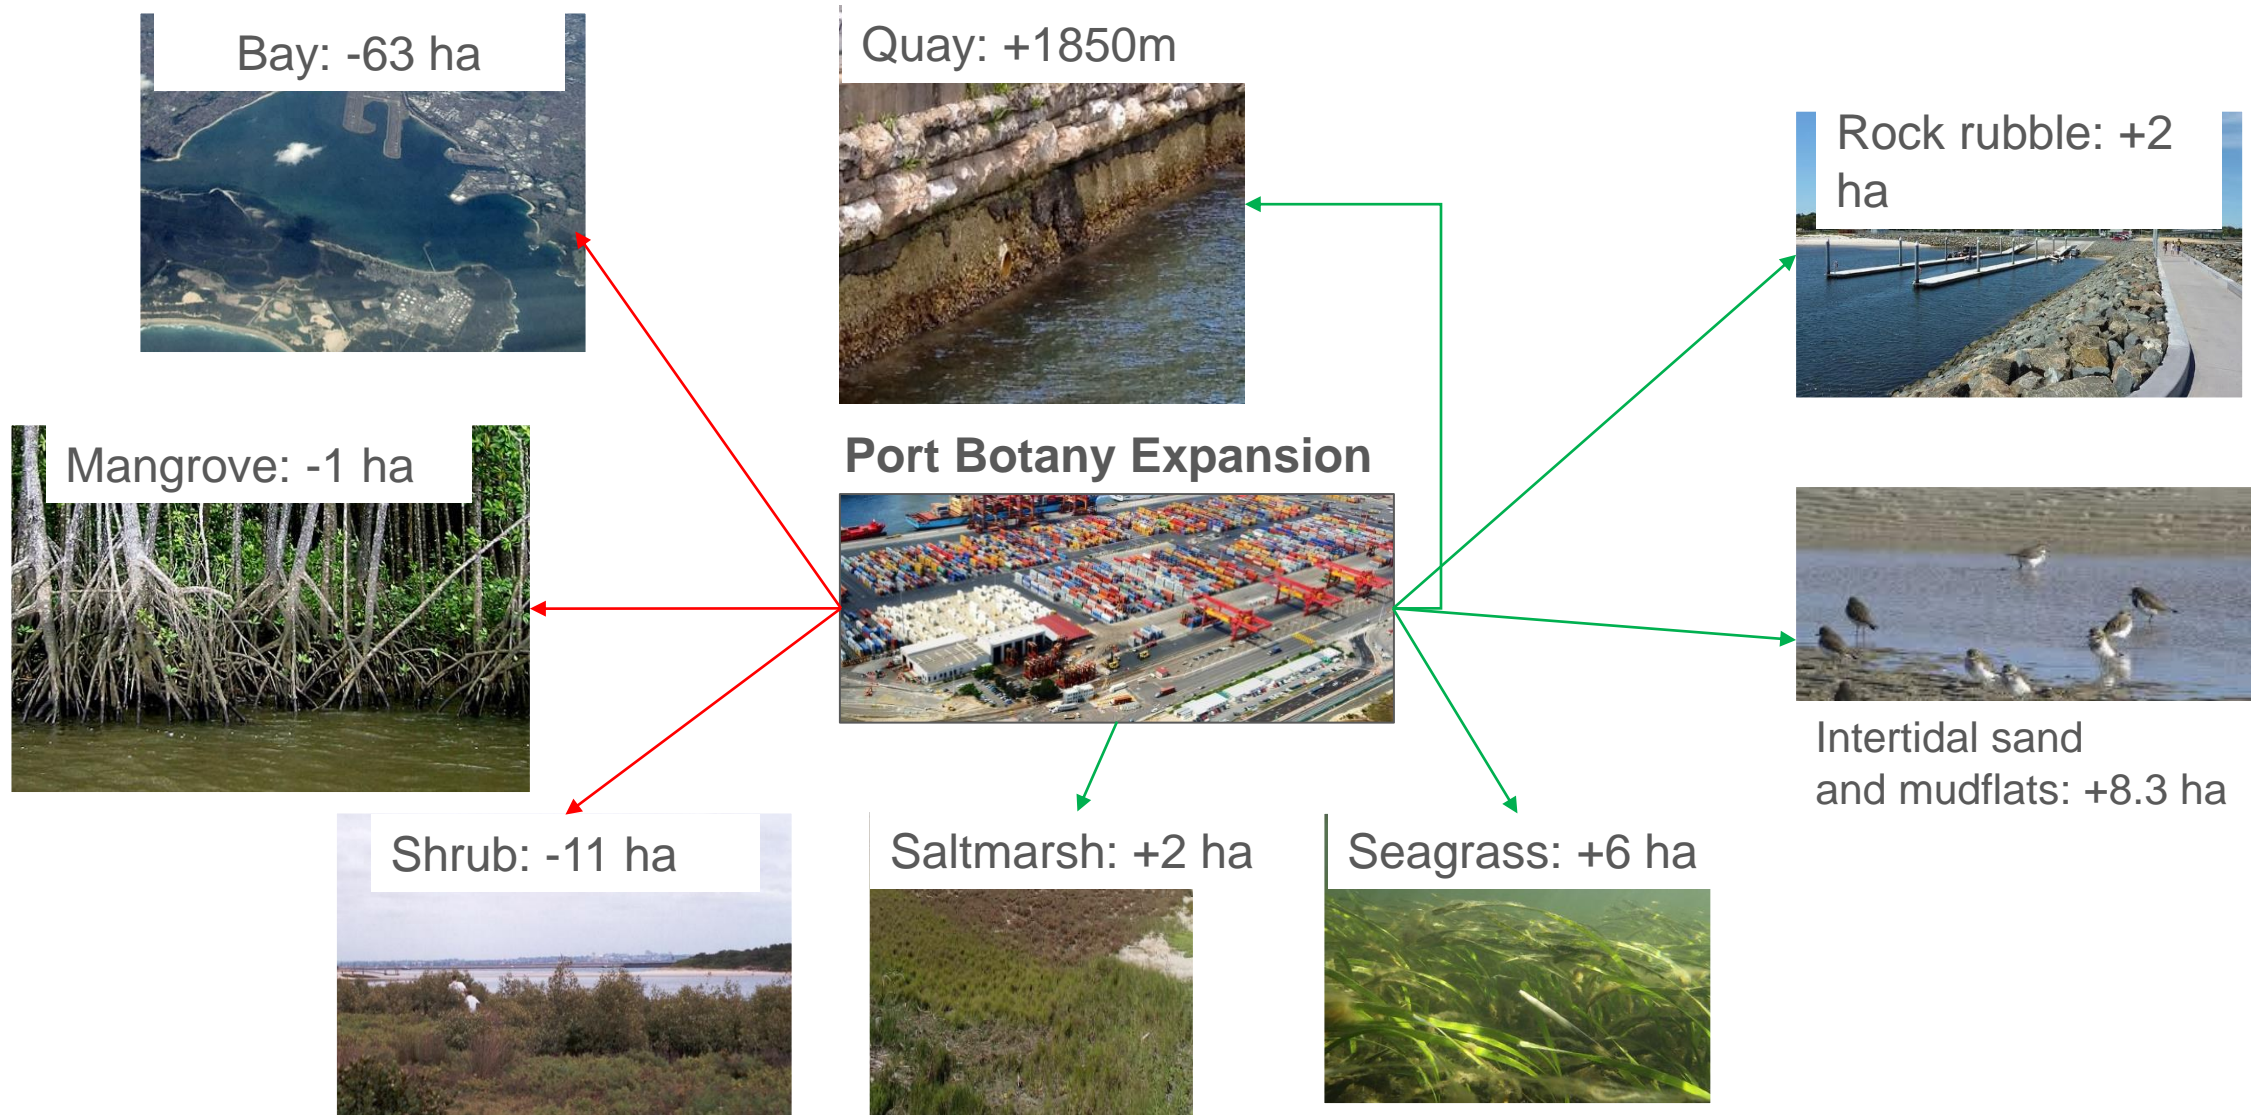 Bay: -63 ha
Quay: +1850m
Rock rubble: +2
ha
Mangrove: -1 ha
Port Botany Expansion
Intertidal sand
and mudflats: +8.3 ha
Shrub: -11 ha
Saltmarsh: +2 ha
Seagrass: +6 ha